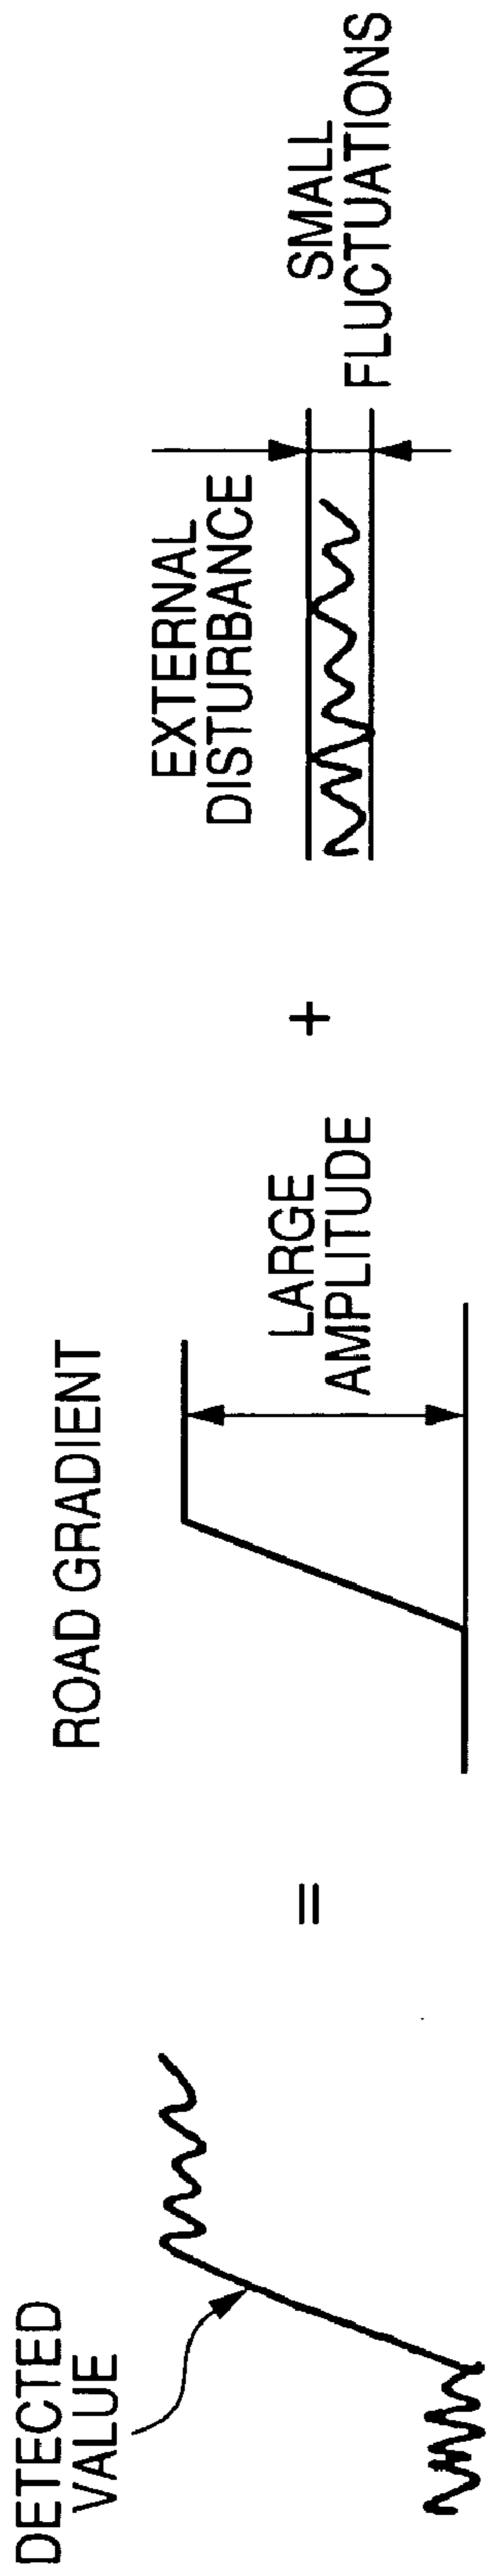 DETECTED
VALUE
=
ROAD GRADIENT
LARGE
AMPLITUDE
+
EXTERNAL
DISTURBANCE
SMALL
FLUCTUATIONS